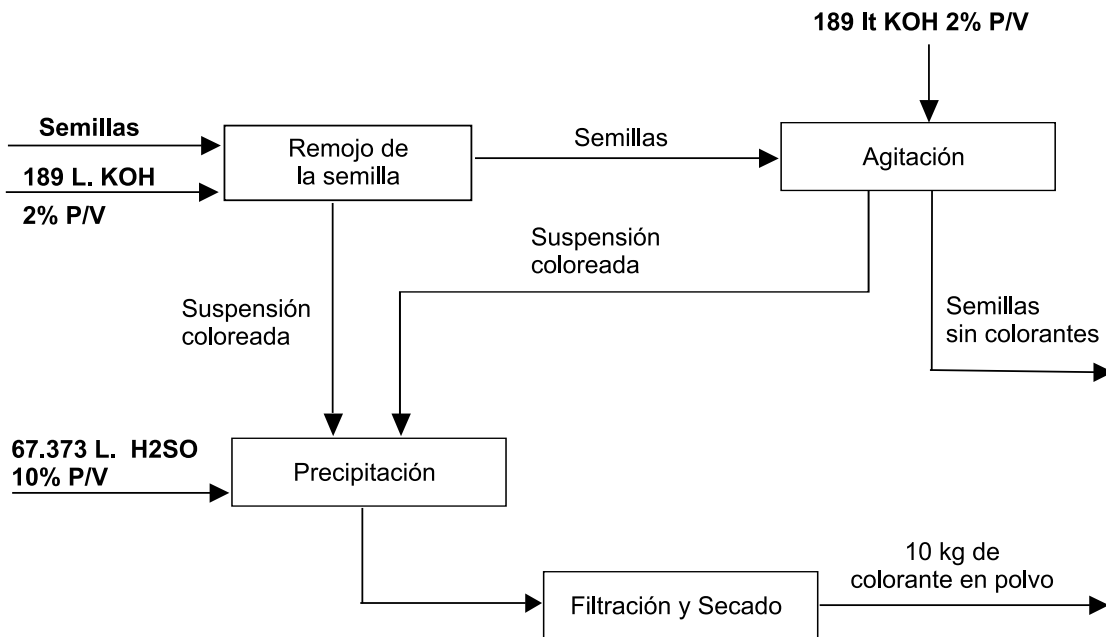 189 lt KOH 2% P/V
Semillas
189 L. KOH
2% P/V
Remojo de
la semilla
Semillas
Agitación
Suspensión
coloreada
Suspensión
coloreada
Semillas
sin colorantes
67.373 L. H2SO
10% P/V
Precipitación
Filtración y Secado
10 kg de
colorante en polvo